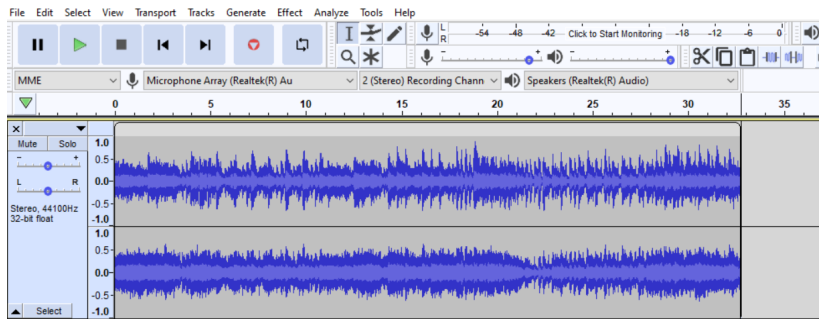 File Edit Select View Transport Tracks Generate Effect Analyze Tools Help
L R -54 -48 -42 Click to Start Monitoring -18 -12 -6 0
- + - +
MME Microphone Array (Realtek(R) Au 2 (Stereo) Recording Chann Speakers (Realtek(R) Audio)
0 5 10 15 20 25 30 35
Mute Solo
- +
L R
Stereo, 44100Hz
32-bit float
Select
1.0
0.5-
0.0-
-0.5-
-1.0
1.0
0.5-
0.0-
-0.5-
-1.0